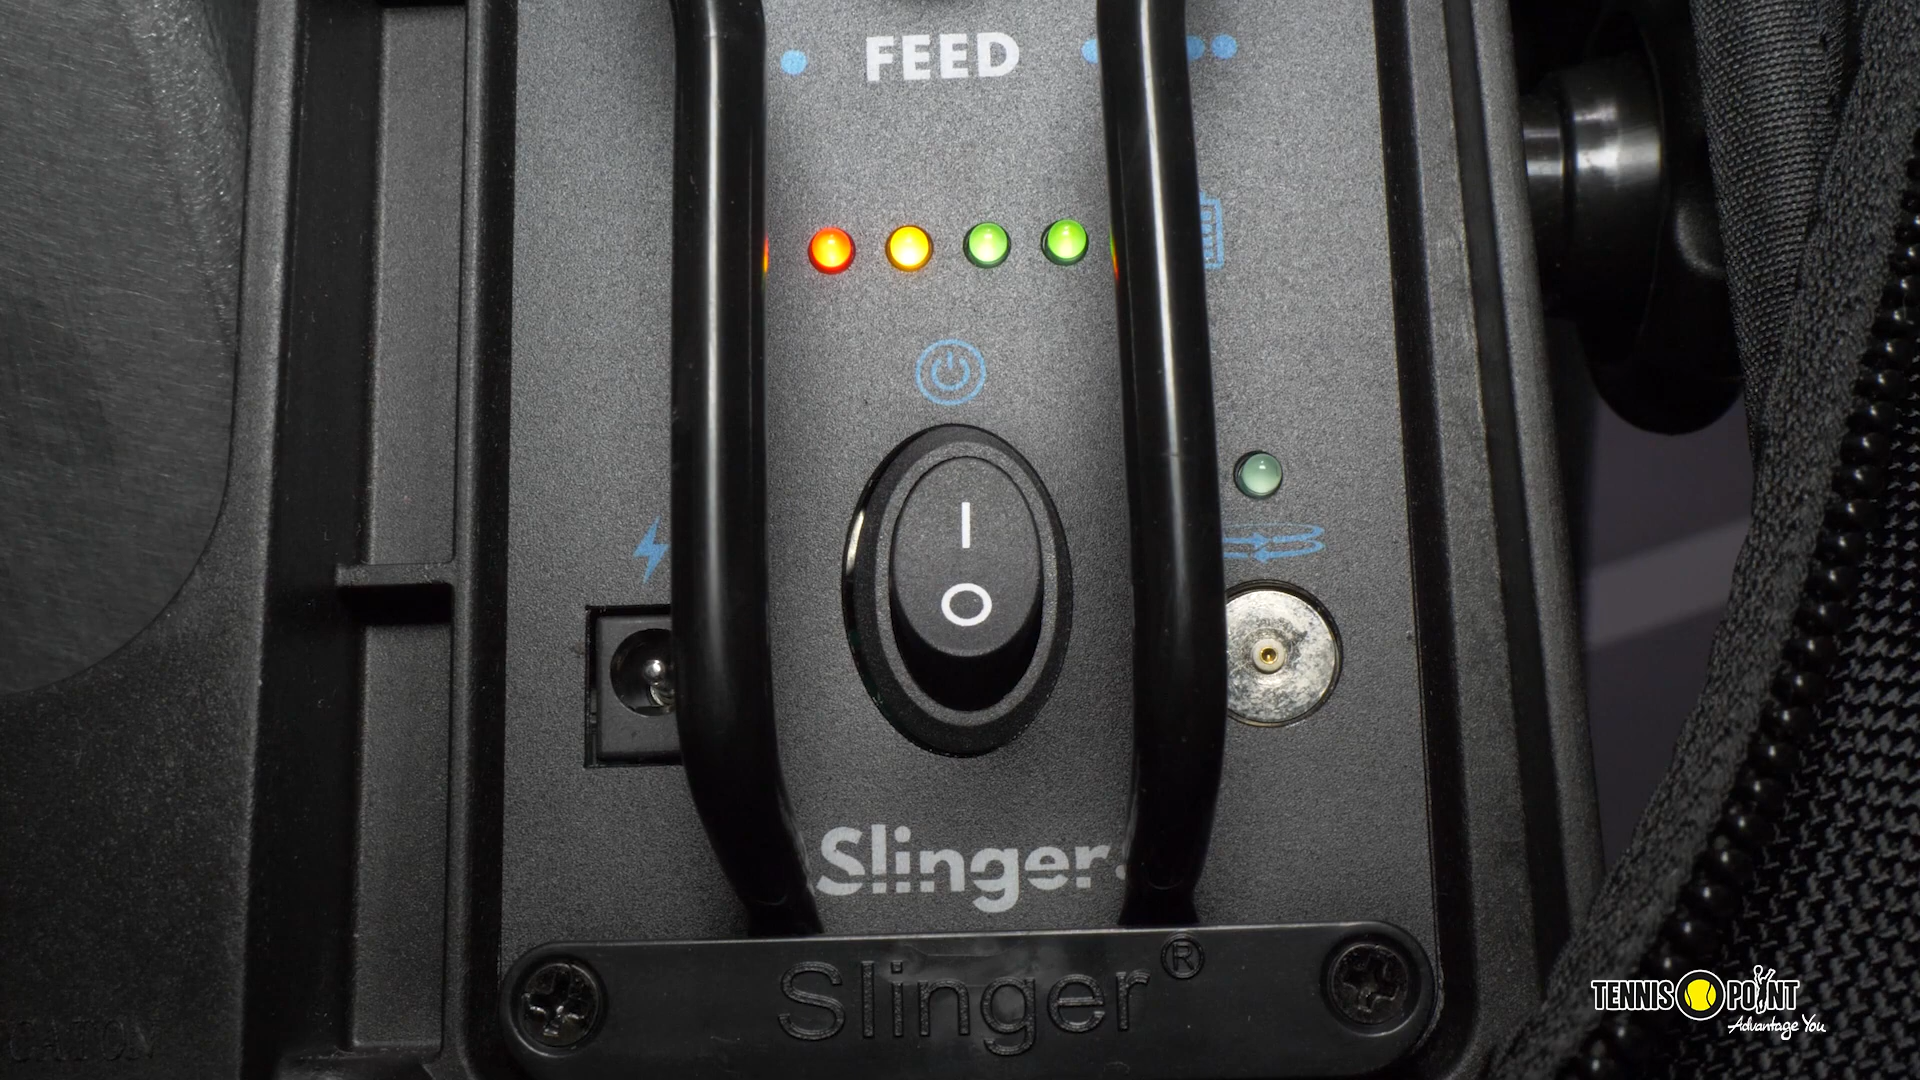 FEED
I
O
Slinger.
Slinger®
TENNIS POINT
Advantage You